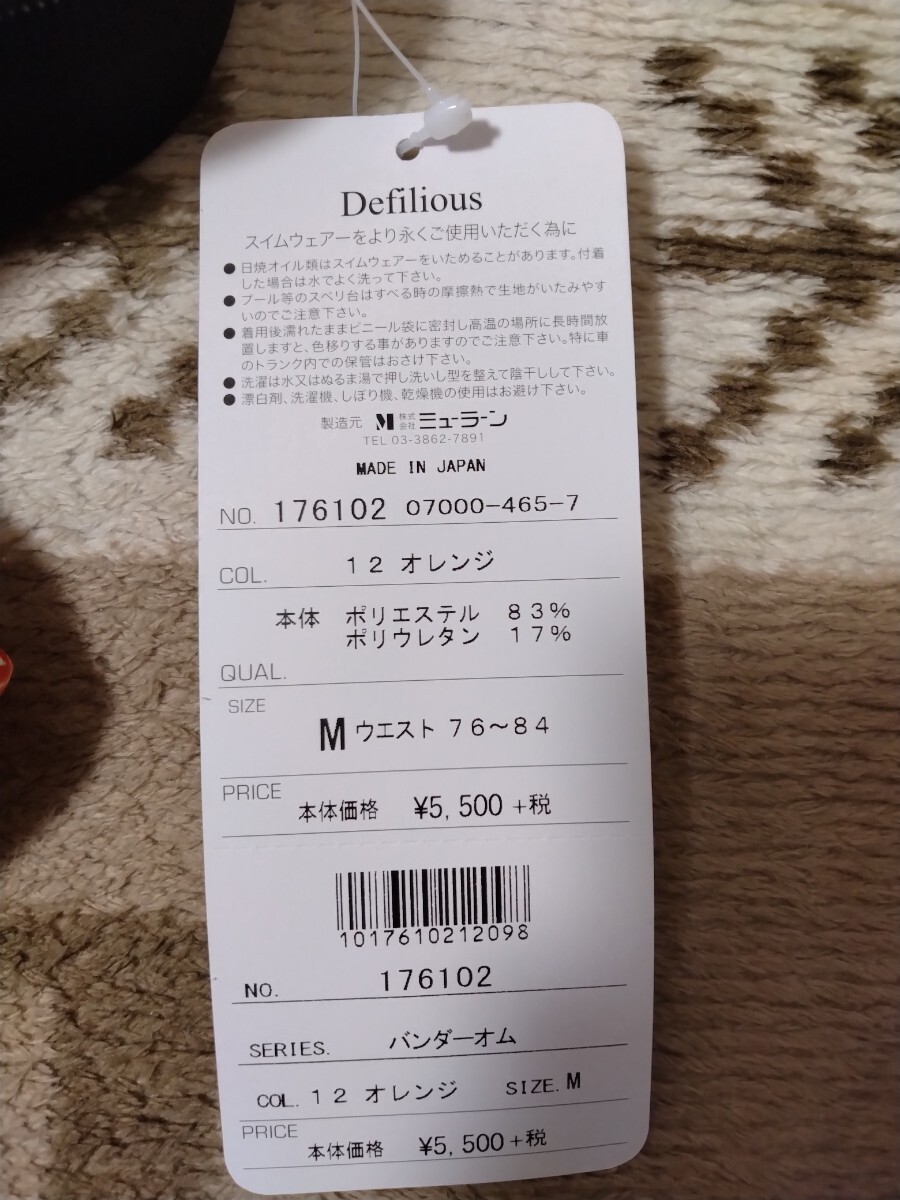 Defilious
スイムウェアーをより永くご使用いただく為に
● 日焼オイル類はスイムウェアーをいためることがあります。付着
した場合は水でよく洗って下さい。
● プール等のスベリ台はすべる時の摩擦熱で生地がいたみやす
いのでご注意下さい。
● 着用後濡れたままビニール袋に密封し高温の場所に長時間放
置しますと、色移りする事がありますのでご注意下さい。特に車
のトランク内での保管はおさけ下さい。
● 洗濯は水又はぬるま湯で押し洗いし型を整えて陰干しして下さい。
● 漂白剤、洗濯機、しぼり機、乾燥機の使用はお避け下さい。
製造元 M 株式会社 ミューラーン
TEL 03-3862-7891
MADE IN JAPAN
NO. 176102 07000-465-7
COL. 12 オレンジ
本体 ポリエステル 83%
ポリウレタン 17%
QUAL.
SIZE
M ウエスト 76～84
PRICE
本体価格 ¥5,500 +税
1017610212098
NO. 176102
SERIES. バンダーオム
COL. 12 オレンジ SIZE. M
PRICE
本体価格 ¥5,500+税